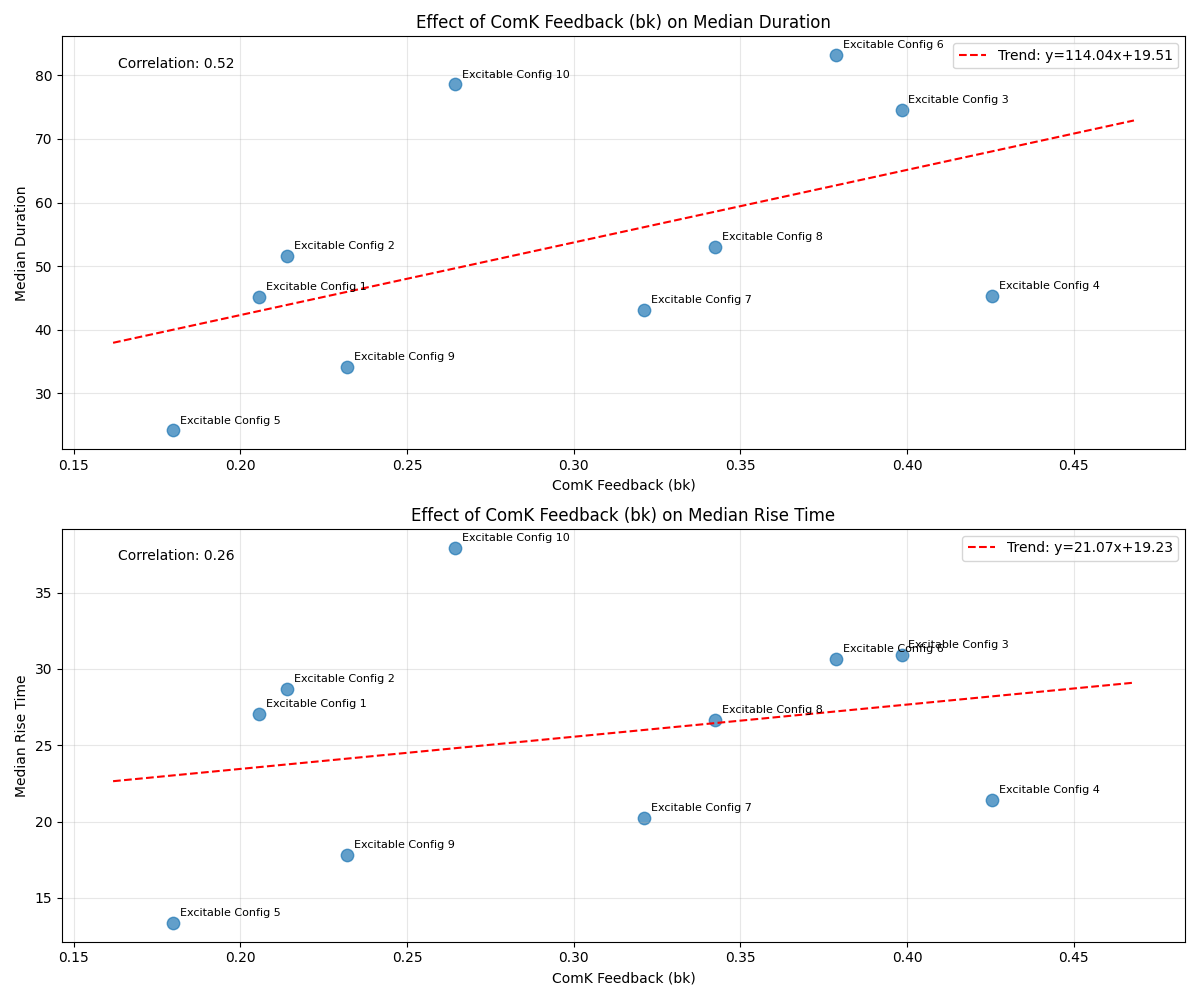 Effect of ComK Feedback (bk) on Median Duration
Correlation: 0.52
Trend: y=114.04x+19.51
Excitable Config 6
Excitable Config 10
Excitable Config 3
Excitable Config 2
Excitable Config 8
Excitable Config 1
Excitable Config 4
Excitable Config 7
Excitable Config 9
Excitable Config 5
80
70
60
50
40
30
Median Duration
0.15 0.20 0.25 0.30 0.35 0.40 0.45
ComK Feedback (bk)
Effect of ComK Feedback (bk) on Median Rise Time
Correlation: 0.26
Trend: y=21.07x+19.23
Excitable Config 10
Excitable Config 3
Excitable Config 6
Excitable Config 2
Excitable Config 1
Excitable Config 8
Excitable Config 4
Excitable Config 7
Excitable Config 9
Excitable Config 5
35
30
25
20
15
Median Rise Time
0.15 0.20 0.25 0.30 0.35 0.40 0.45
ComK Feedback (bk)